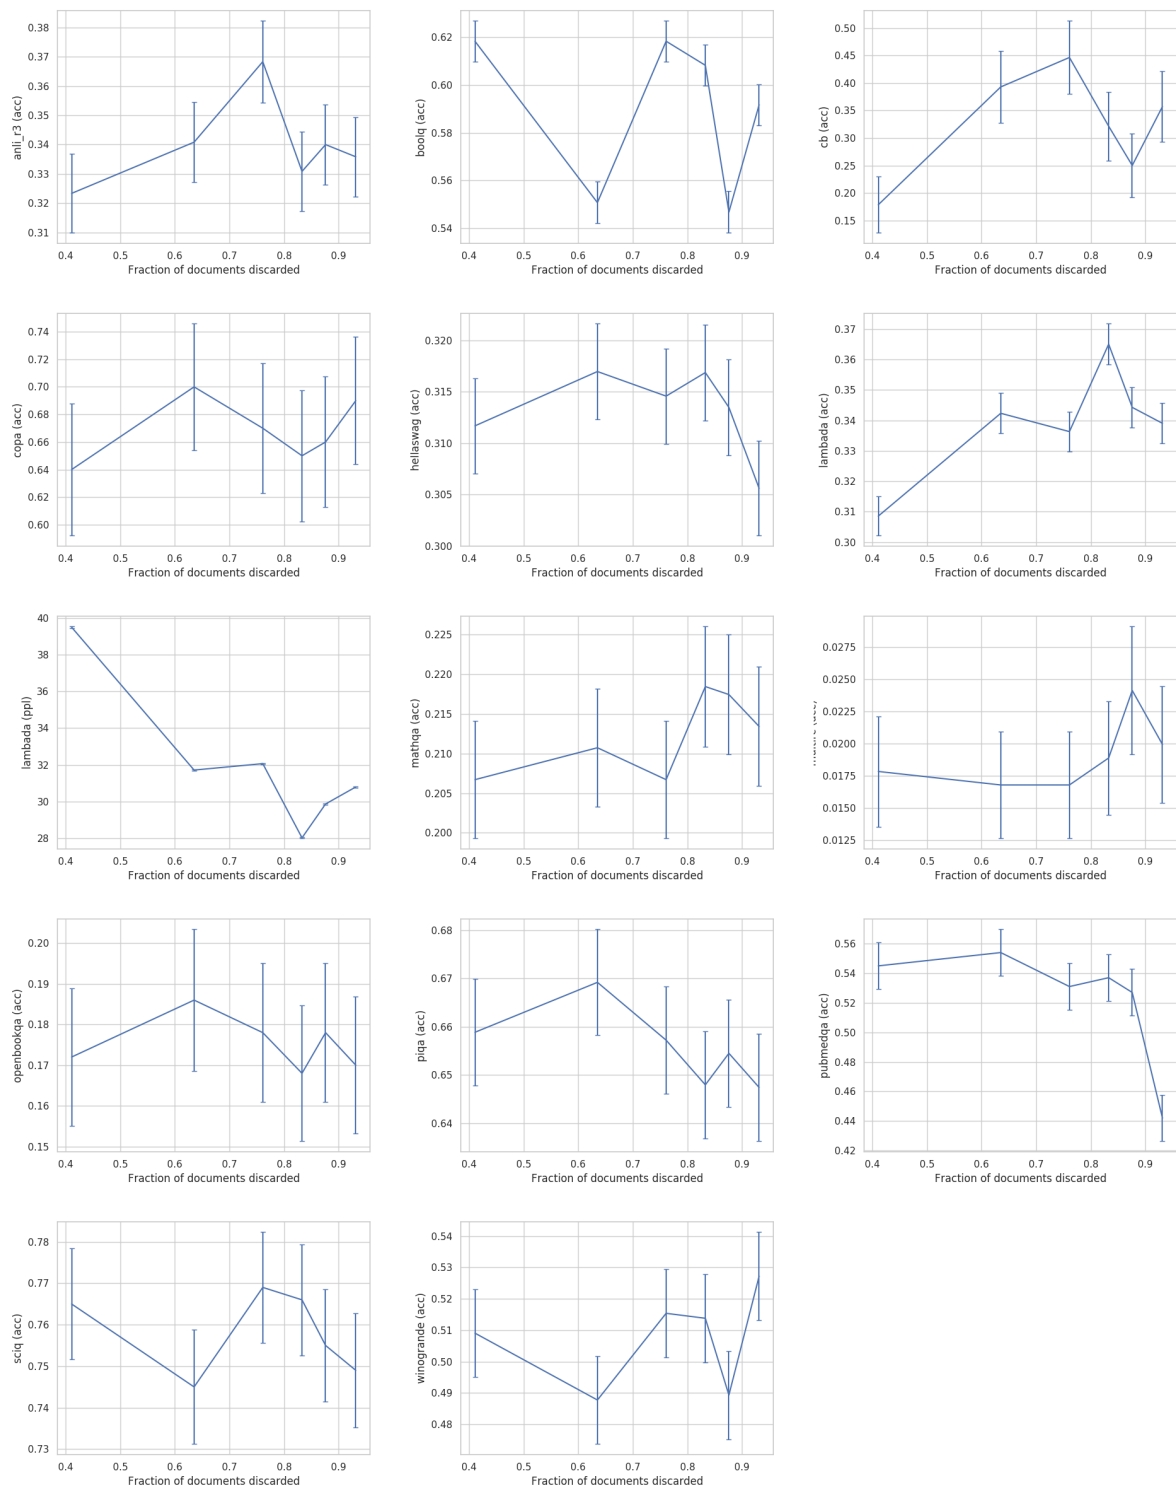 0.38
0.37
0.36
0.35
0.34
0.33
0.32
0.31
anli_r3 (acc)
0.4 0.5 0.6 0.7 0.8 0.9
Fraction of documents discarded
0.62
0.60
0.58
0.56
0.54
boolq (acc)
0.4 0.5 0.6 0.7 0.8 0.9
Fraction of documents discarded
0.50
0.45
0.40
0.35
0.30
0.25
0.20
0.15
cb (acc)
0.4 0.5 0.6 0.7 0.8 0.9
Fraction of documents discarded
0.74
0.72
0.70
0.68
0.66
0.64
0.62
0.60
copa (acc)
0.4 0.5 0.6 0.7 0.8 0.9
Fraction of documents discarded
0.320
0.315
0.310
0.305
0.300
hellaswag (acc)
0.4 0.5 0.6 0.7 0.8 0.9
Fraction of documents discarded
0.37
0.36
0.35
0.34
0.33
0.32
0.31
0.30
lambada (acc)
0.4 0.5 0.6 0.7 0.8 0.9
Fraction of documents discarded
40
38
36
34
32
30
28
lambada (ppl)
0.4 0.5 0.6 0.7 0.8 0.9
Fraction of documents discarded
0.225
0.220
0.215
0.210
0.205
0.200
mathqa (acc)
0.4 0.5 0.6 0.7 0.8 0.9
Fraction of documents discarded
0.0275
0.0250
0.0225
0.0200
0.0175
0.0150
0.0125
0.4 0.5 0.6 0.7 0.8 0.9
Fraction of documents discarded
0.20
0.19
0.18
0.17
0.16
0.15
openbookqa (acc)
0.4 0.5 0.6 0.7 0.8 0.9
Fraction of documents discarded
0.68
0.67
0.66
0.65
0.64
piqa (acc)
0.4 0.5 0.6 0.7 0.8 0.9
Fraction of documents discarded
0.56
0.54
0.52
0.50
0.48
0.46
0.44
0.42
pubmedqa (acc)
0.4 0.5 0.6 0.7 0.8 0.9
Fraction of documents discarded
0.78
0.77
0.76
0.75
0.74
0.73
sciq (acc)
0.4 0.5 0.6 0.7 0.8 0.9
Fraction of documents discarded
0.54
0.53
0.52
0.51
0.50
0.49
0.48
winogrande (acc)
0.4 0.5 0.6 0.7 0.8 0.9
Fraction of documents discarded